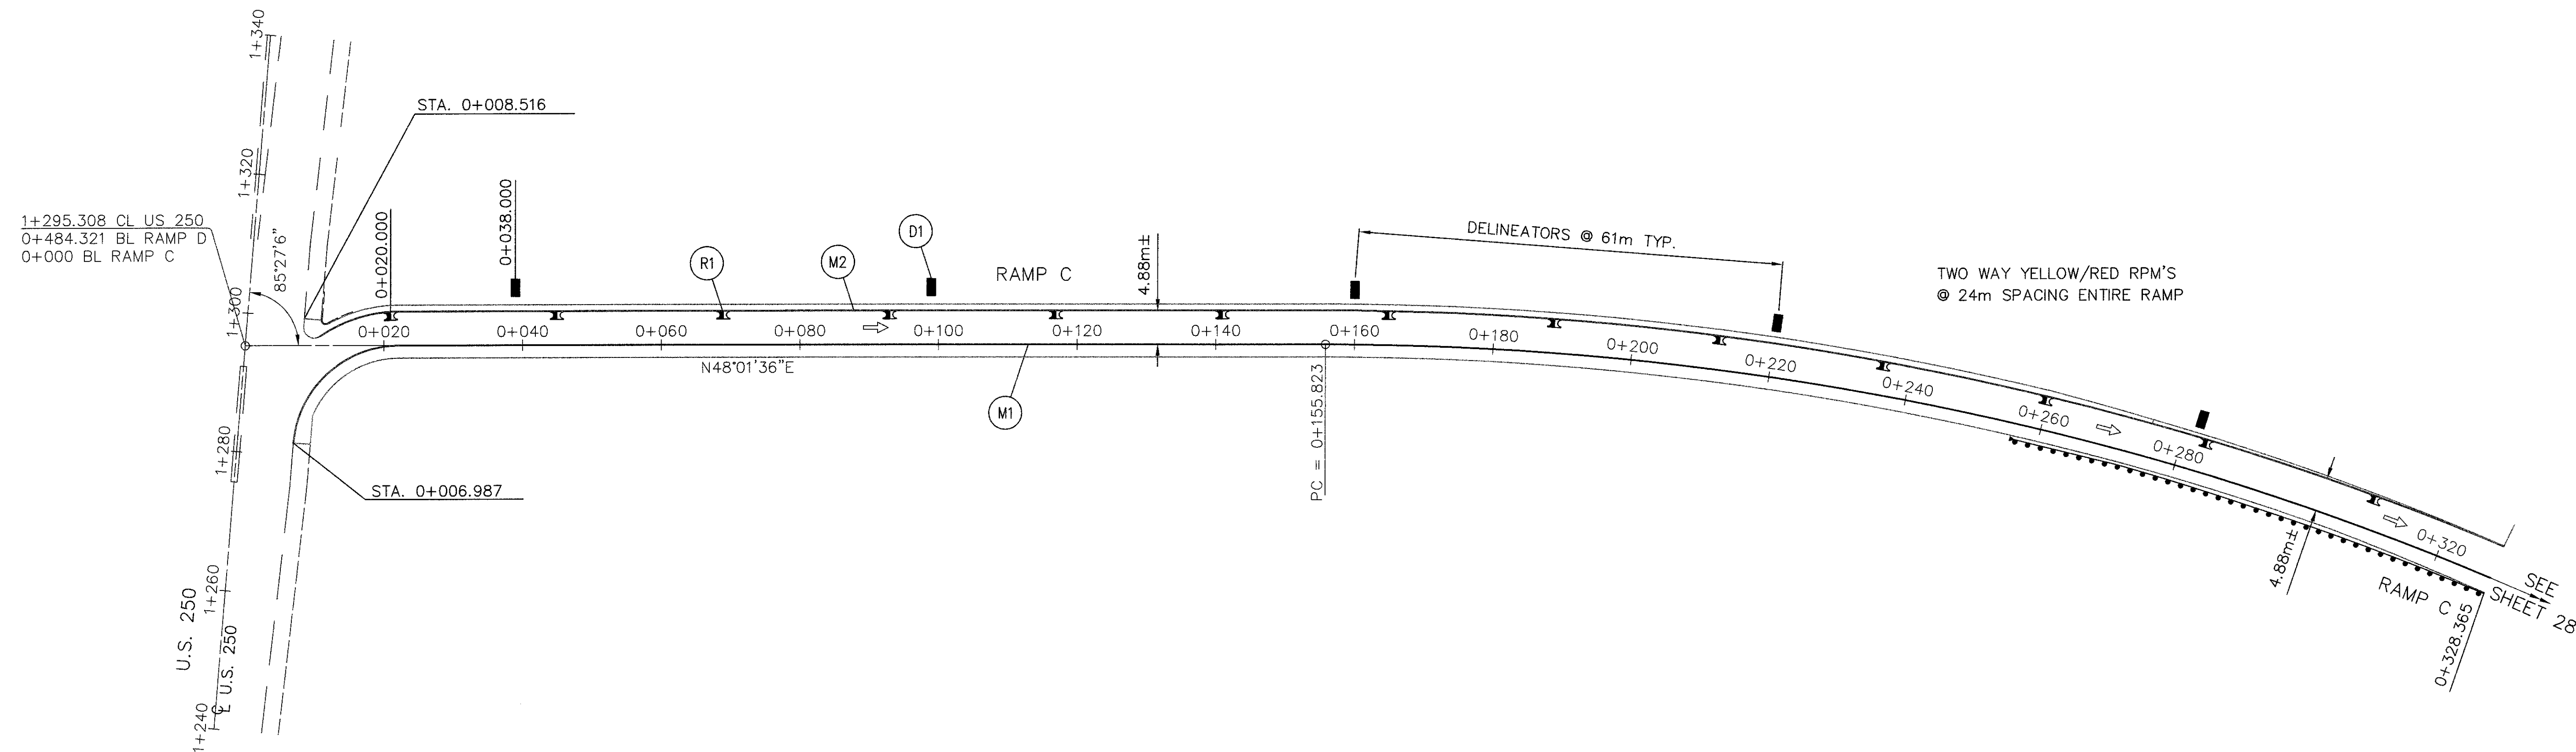 1+340
1+320
1+300
1+280
1+260
1+240
U.S. 250
CL U.S. 250
1+295.308 CL US 250
0+484.321 BL RAMP D
0+000 BL RAMP C
85°27'6"
STA. 0+008.516
STA. 0+006.987
0+020.000
0+038.000
R1
M2
D1
RAMP C
4.88m±
DELINEATORS @ 61m TYP.
TWO WAY YELLOW/RED RPM'S
@ 24m SPACING ENTIRE RAMP
0+020
0+040
0+060
0+080
0+100
0+120
0+140
0+160
0+180
0+200
0+220
0+240
0+260
0+280
0+320
N48°01'36"E
M1
PC = 0+155.823
4.88m±
RAMP C
0+328.365
SEE
SHEET 28